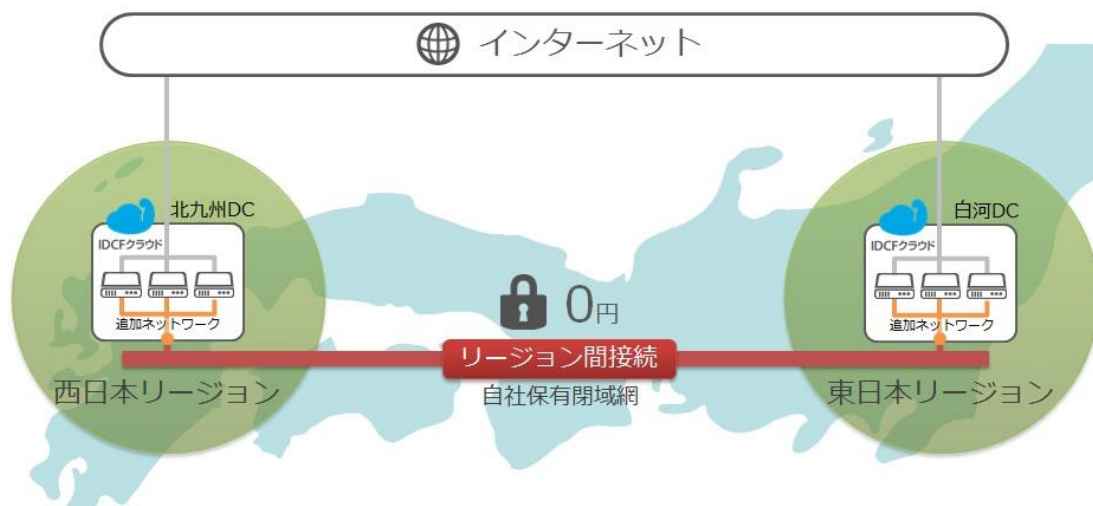 インターネット
北九州DC
IDCFクラウド
追加ネットワーク
西日本リージョン
0円
リージョン間接続
自社保有閉域網
白河DC
IDCFクラウド
追加ネットワーク
東日本リージョン